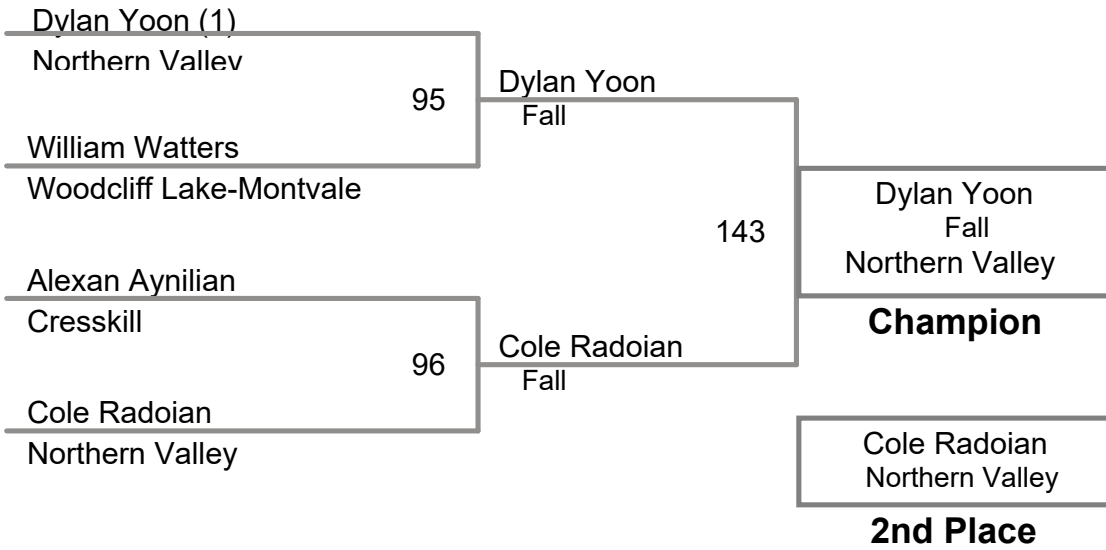 Dylan Yoon (1)
Northern Valley
95
William Watters
Woodcliff Lake-Montvale
Alexan Aynilian
Cresskill
96
Cole Radoian
Northern Valley
Dylan Yoon
Fall
143
Cole Radoian
Fall
Dylan Yoon
Fall
Northern Valley
Champion
Cole Radoian
Northern Valley
2nd Place